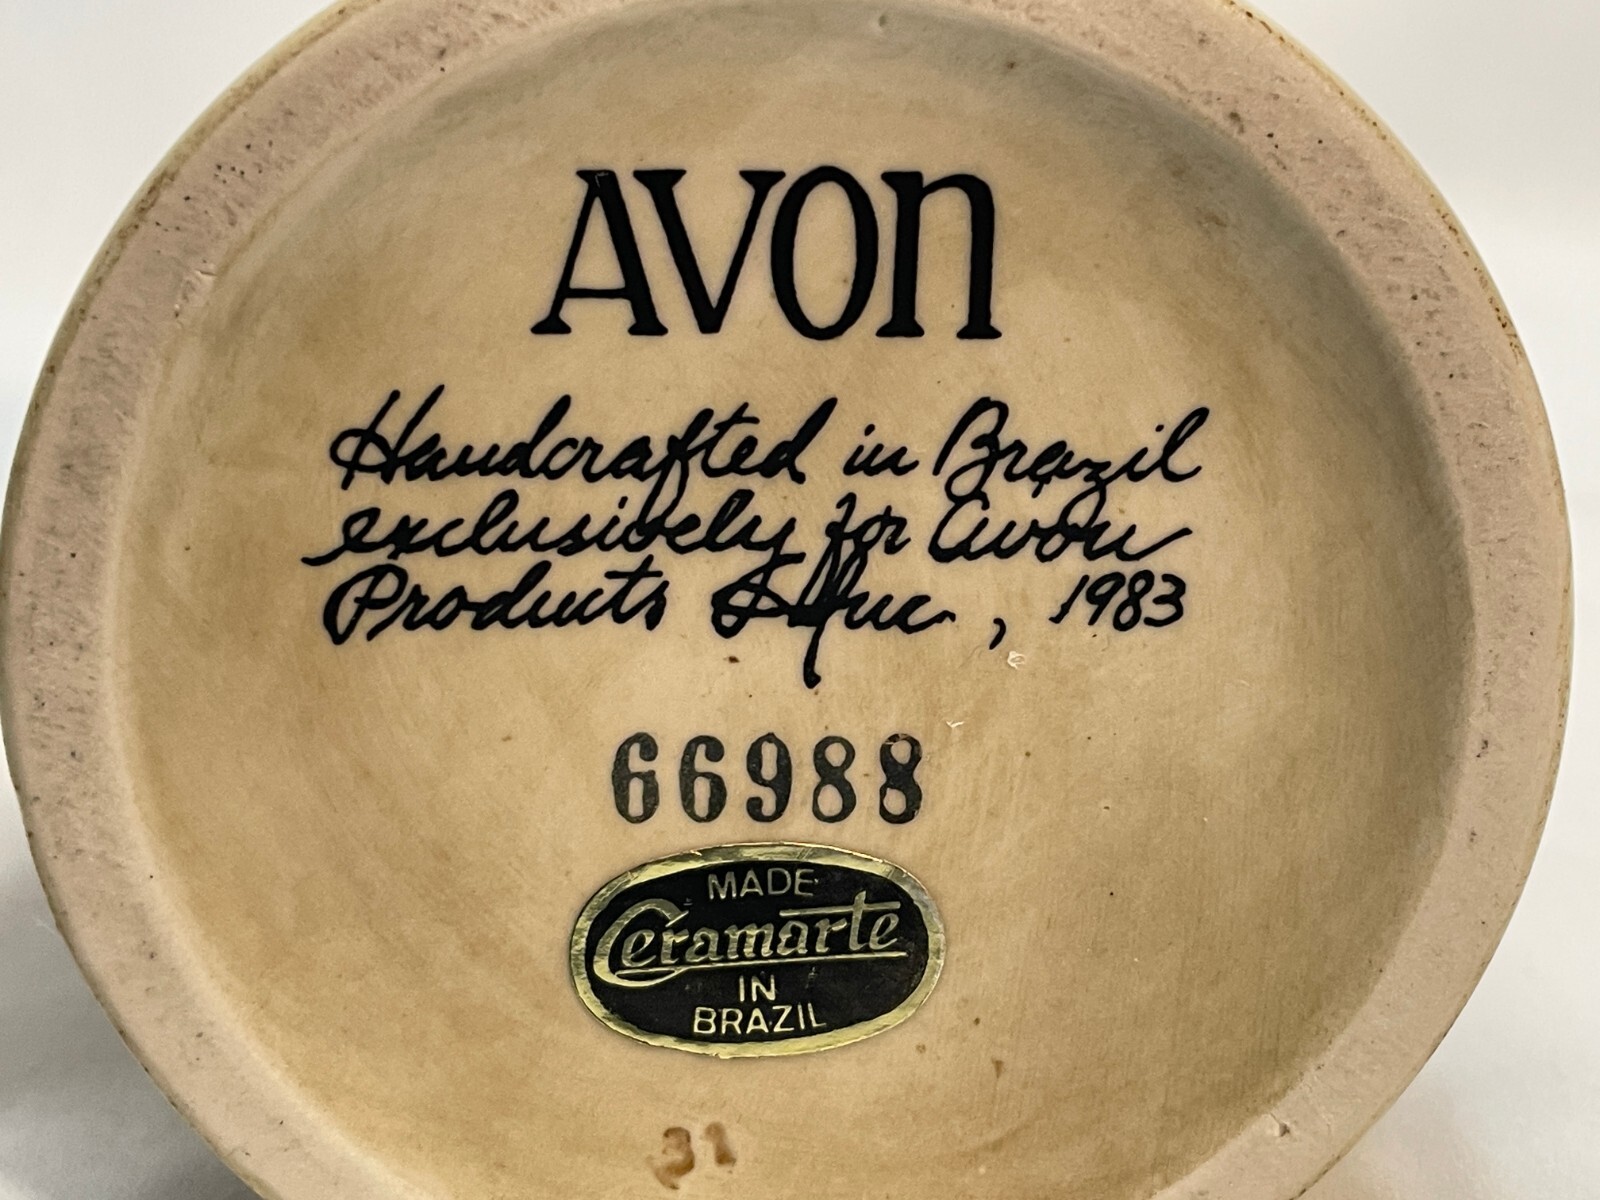 AVON
Handcrafted in Brazil
exclusively for Avon
Products Inc, 1983
66988
MADE
Ceramarte
IN
BRAZIL
31